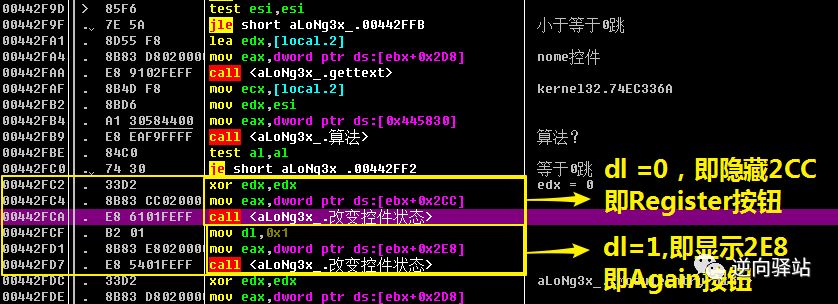 00442F9D > 85F6 test esi,esi
00442F9F .ˇ 7E 5A jle short aLoNg3x_.00442FFB 小于等于0跳
00442FA1 . 8D55 F8 lea edx,[local.2]
00442FA4 . 8B83 D8020000 mov eax,dword ptr ds:[ebx+0x2D8] nome控件
00442FAA . E8 9102FEFF call <aLoNg3x_.gettext>
00442FAF . 8B4D F8 mov ecx,[local.2] kernel32.74EC336A
00442FB2 . 8BD6 mov edx,esi
00442FB4 . A1 30584400 mov eax,dword ptr ds:[0x445830]
00442FB9 . E8 EAF9FFFF call <aLoNg3x_.算法> 算法?
00442FBE . 84C0 test al,al
00442FC0 .ˇ 74 30 je short aLoNg3x_.00442FF2 等于0跳
00442FC2 . 33D2 xor edx,edx edx = 0
00442FC4 . 8B83 CC02000 mov eax,dword ptr ds:[ebx+0x2CC]
00442FCA . E8 6101FEFF call <aLoNg3x_.改变控件状态>
00442FCF . B2 01 mov dl,0x1
00442FD1 . 8B83 E802000 mov eax,dword ptr ds:[ebx+0x2E8]
00442FD7 . E8 5401FEFF call <aLoNg3x_.改变控件状态>
00442FDC . 33D2 xor edx,edx
00442FDE . 8B83 D802000 mov eax,dword ptr ds:[ebx+0x2D8]
dl =0，即隐藏2CC
即Register按钮
dl=1,即显示2E8
即Again按钮
逆向驿站